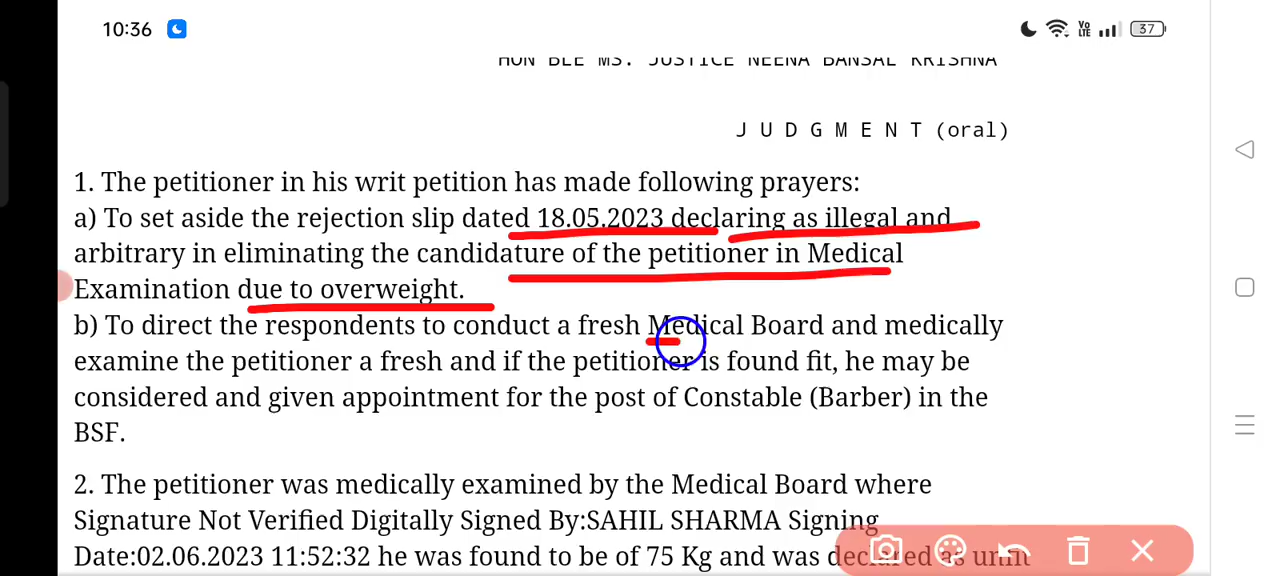 10:36
Vo LTE
37
HON'BLE MS. JUSTICE NEENA BANSAL KRISHNA
J U D G M E N T (oral)
1. The petitioner in his writ petition has made following prayers:
a) To set aside the rejection slip dated 18.05.2023 declaring as illegal and
arbitrary in eliminating the candidature of the petitioner in Medical
Examination due to overweight.
b) To direct the respondents to conduct a fresh Medical Board and medically
examine the petitioner a fresh and if the petitioner is found fit, he may be
considered and given appointment for the post of Constable (Barber) in the
BSF.
2. The petitioner was medically examined by the Medical Board where
Signature Not Verified Digitally Signed By:SAHIL SHARMA Signing
Date:02.06.2023 11:52:32 he was found to be of 75 Kg and was declared as unfit